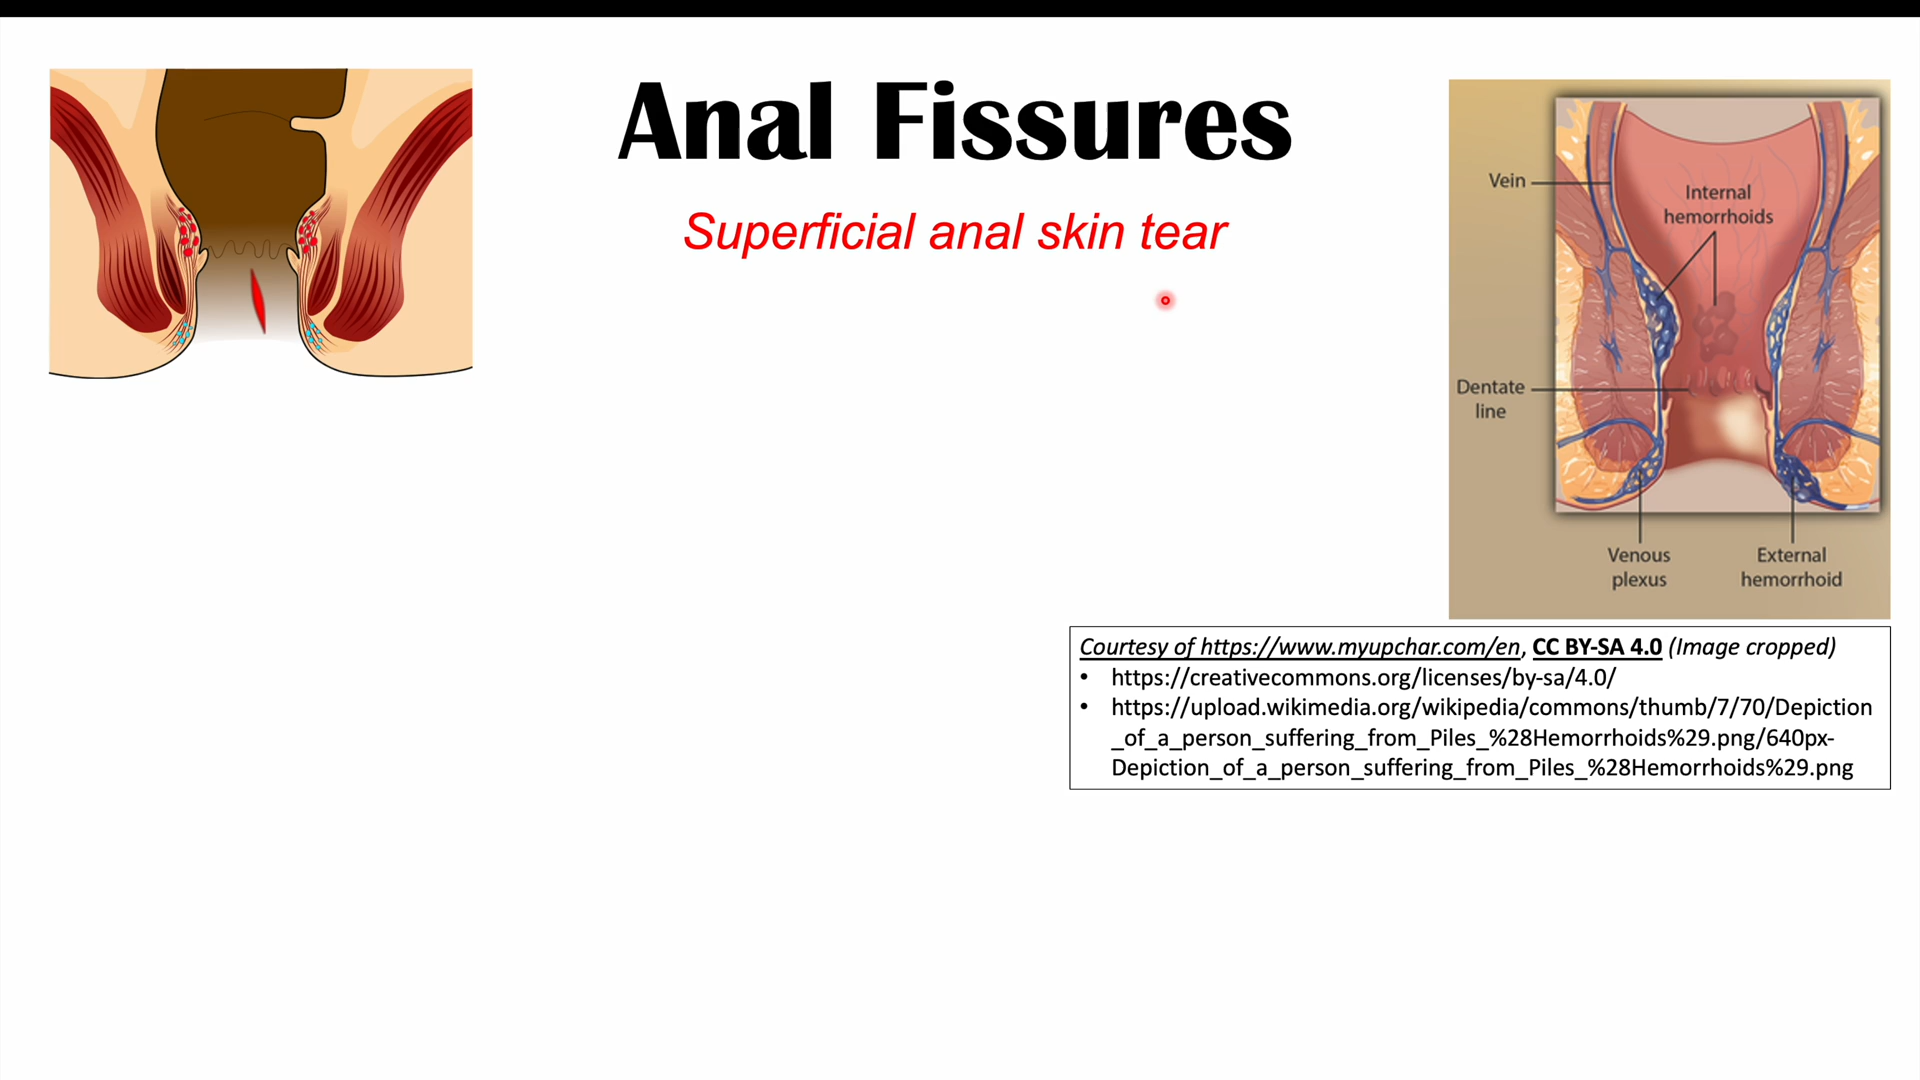 Anal Fissures
Superficial anal skin tear
Vein
Internal
hemorrhoids
Dentate
line
Venous
plexus
External
hemorrhoid
Courtesy of https://www.myupchar.com/en, CC BY-SA 4.0 (Image cropped)
• https://creativecommons.org/licenses/by-sa/4.0/
• https://upload.wikimedia.org/wikipedia/commons/thumb/7/70/Depiction
_of_a_person_suffering_from_Piles_%28Hemorrhoids%29.png/640px-
Depiction_of_a_person_suffering_from_Piles_%28Hemorrhoids%29.png